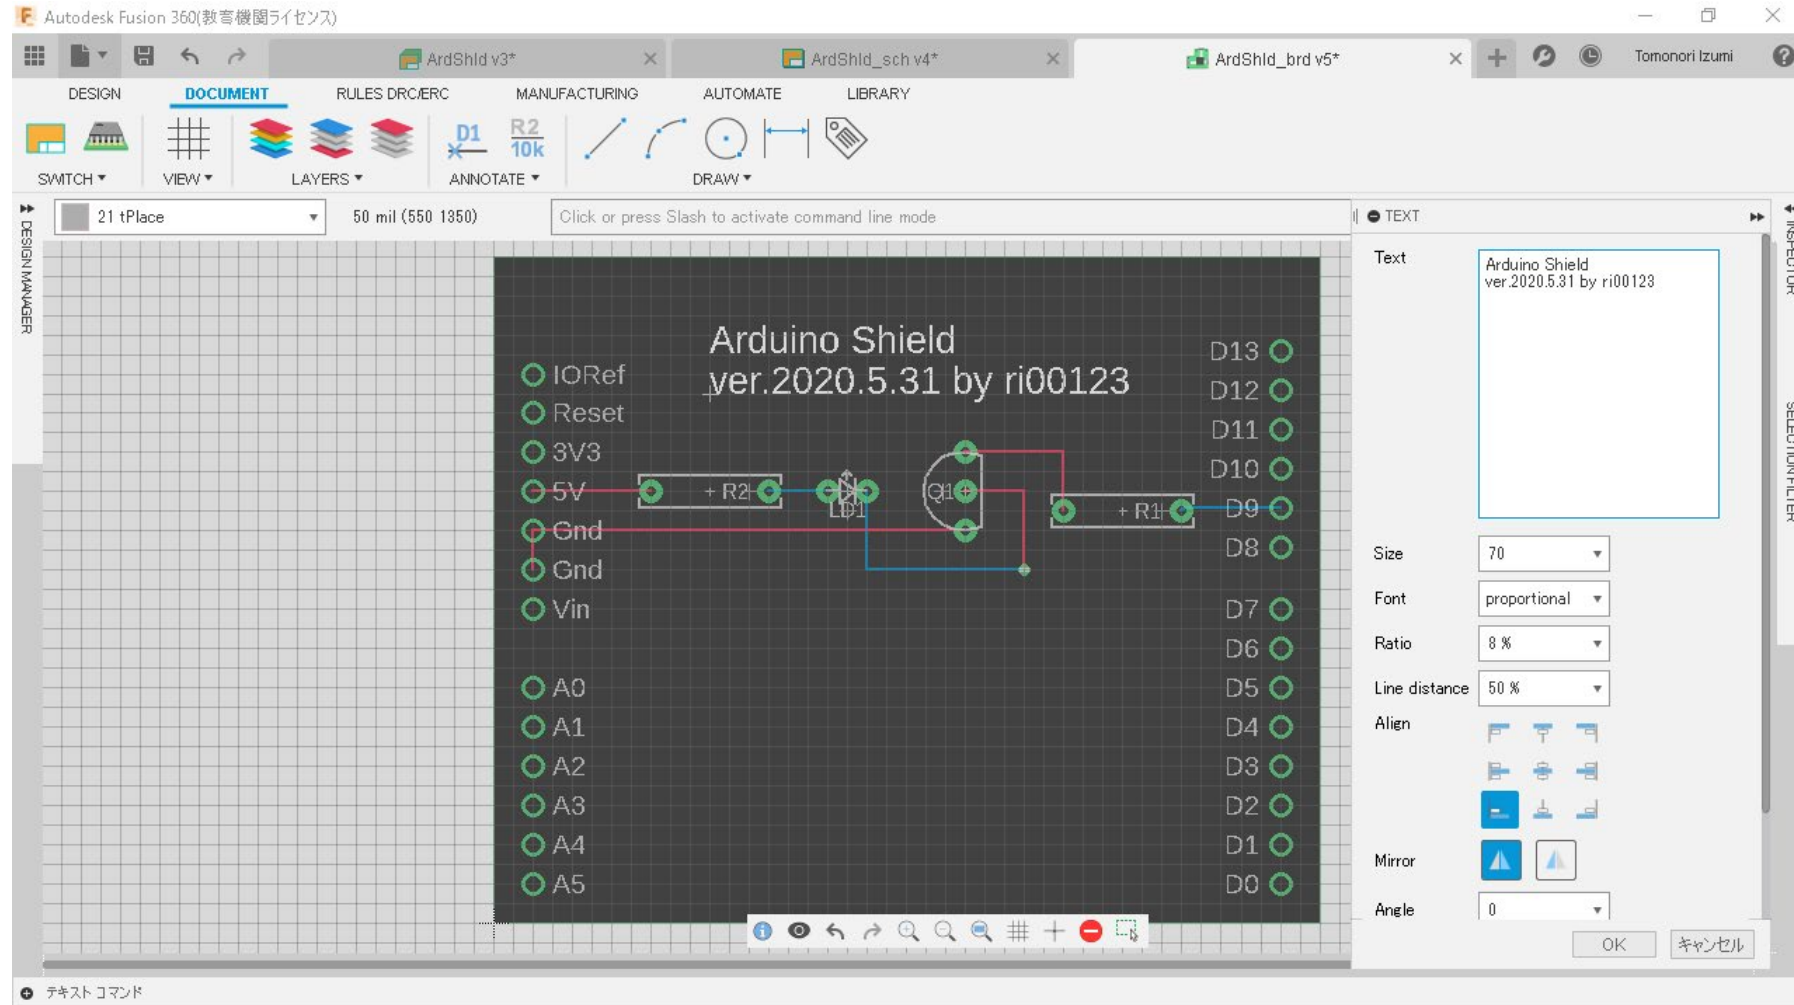 Autodesk Fusion 360(教育機関ライセンス)
ArdShld v3*
ArdShld_sch v4*
ArdShld_brd v5*
Tomonori Izumi
DESIGN
DOCUMENT
RULES DRC/ERC
MANUFACTURING
AUTOMATE
LIBRARY
D1
R2
10k
SWITCH
VIEW
LAYERS
ANNOTATE
DRAW
21 tPlace
50 mil (550 1350)
Click or press Slash to activate command line mode
TEXT
DESIGN MANAGER
INSPECTOR
SELECTION FILTER
Text
Arduino Shield
ver.2020.5.31 by ri00123
Arduino Shield
ver.2020.5.31 by ri00123
IORef
Reset
3V3
5V
Gnd
Gnd
Vin
A0
A1
A2
A3
A4
A5
R2
LD1
Q1
R1
D13
D12
D11
D10
D9
D8
D7
D6
D5
D4
D3
D2
D1
D0
Size
70
Font
proportional
Ratio
8 %
Line distance
50 %
Align
Mirror
Angle
0
OK
キャンセル
テキスト コマンド